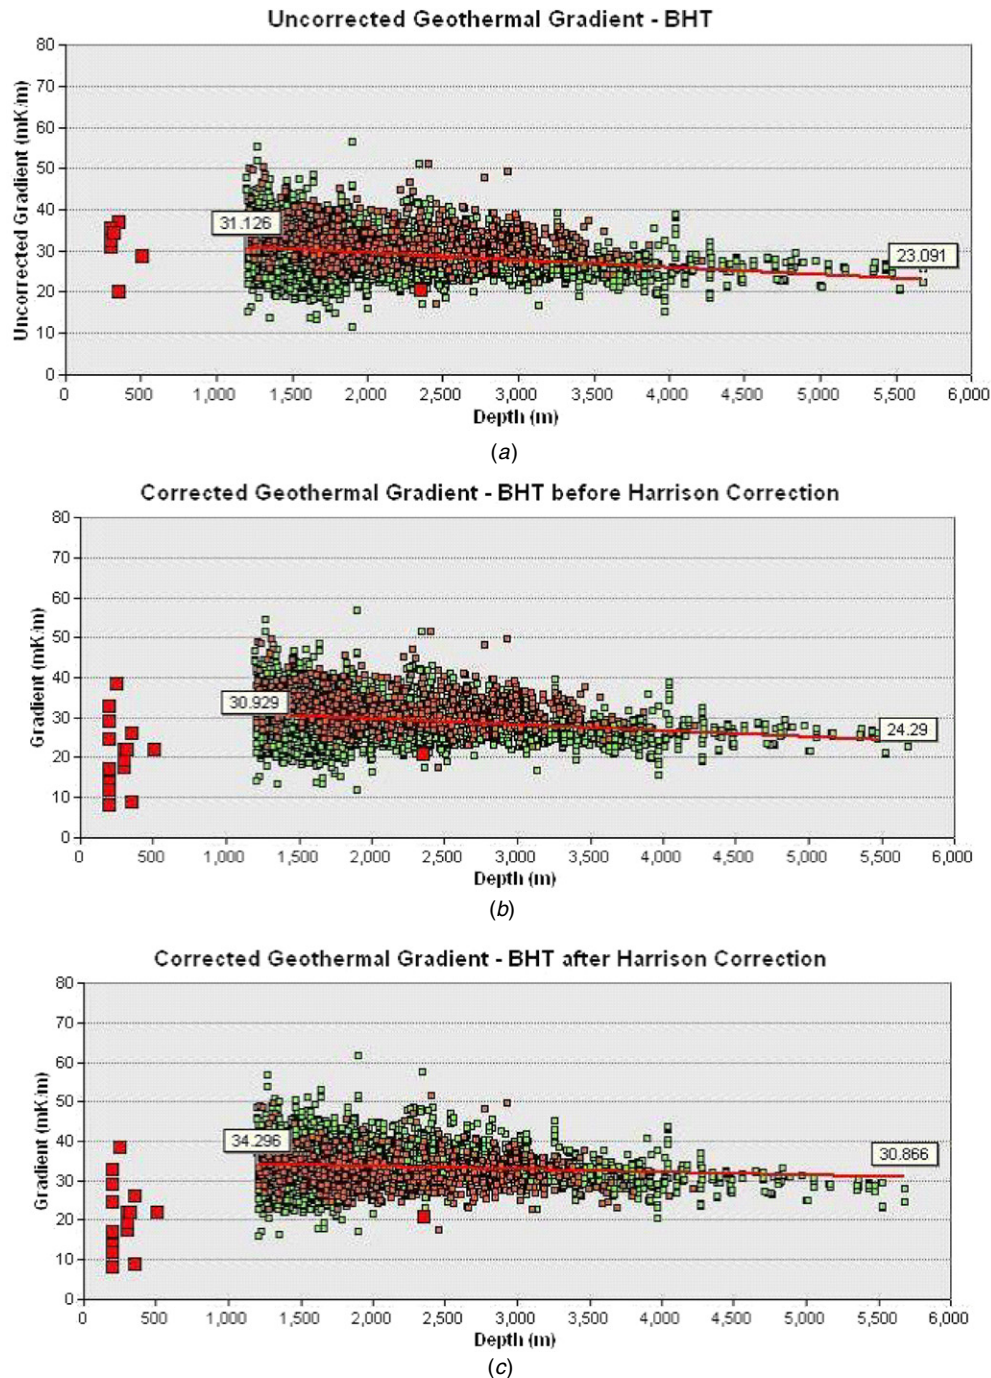 Uncorrected Geothermal Gradient - BHT
Uncorrected Gradient (mK/m)
80
70
60
50
40
30
20
10
0
31.126
23.091
0 500 1,000 1,500 2,000 2,500 3,000 3,500 4,000 4,500 5,000 5,500 6,000
Depth (m)
(a)
Corrected Geothermal Gradient - BHT before Harrison Correction
Gradient (mK/m)
80
70
60
50
40
30
20
10
0
30.929
24.29
0 500 1,000 1,500 2,000 2,500 3,000 3,500 4,000 4,500 5,000 5,500 6,000
Depth (m)
(b)
Corrected Geothermal Gradient - BHT after Harrison Correction
Gradient (mK/m)
80
70
60
50
40
30
20
10
0
34.296
30.866
0 500 1,000 1,500 2,000 2,500 3,000 3,500 4,000 4,500 5,000 5,500 6,000
Depth (m)
(c)